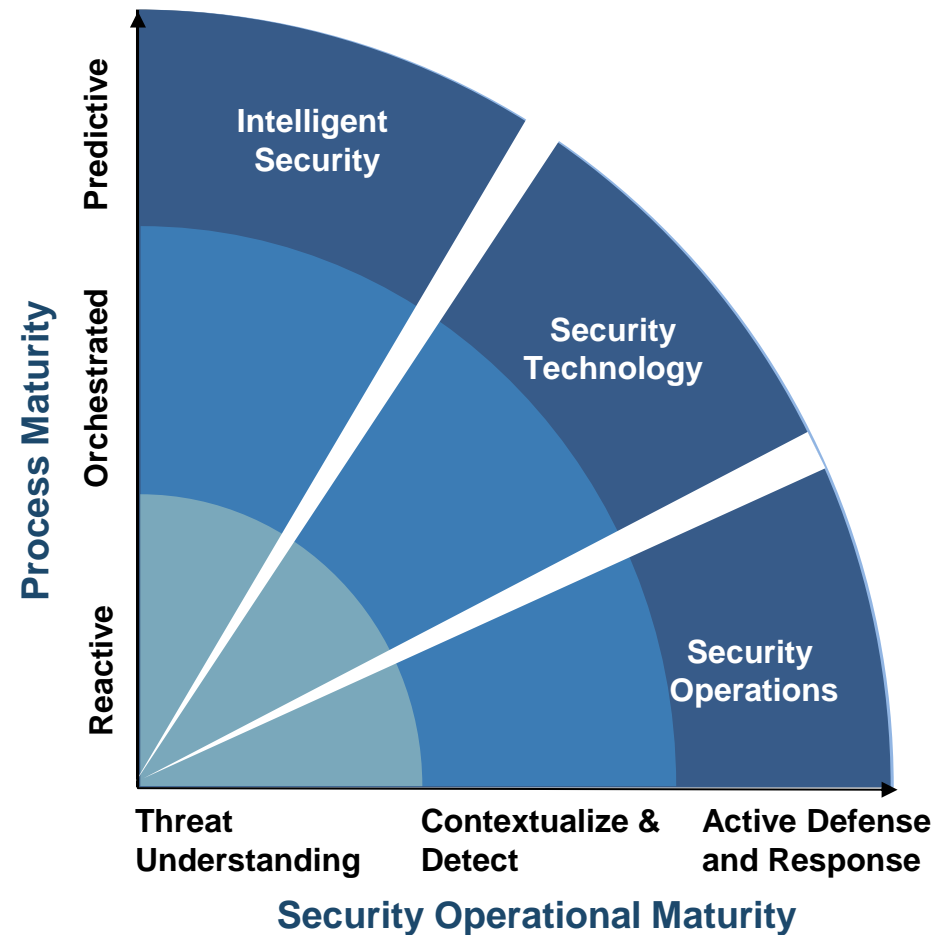 Process Maturity
Predictive
Orchestrated
Reactive
Intelligent
Security
Security
Technology
Security
Operations
Threat
Understanding
Contextualize &
Detect
Active Defense
and Response
Security Operational Maturity